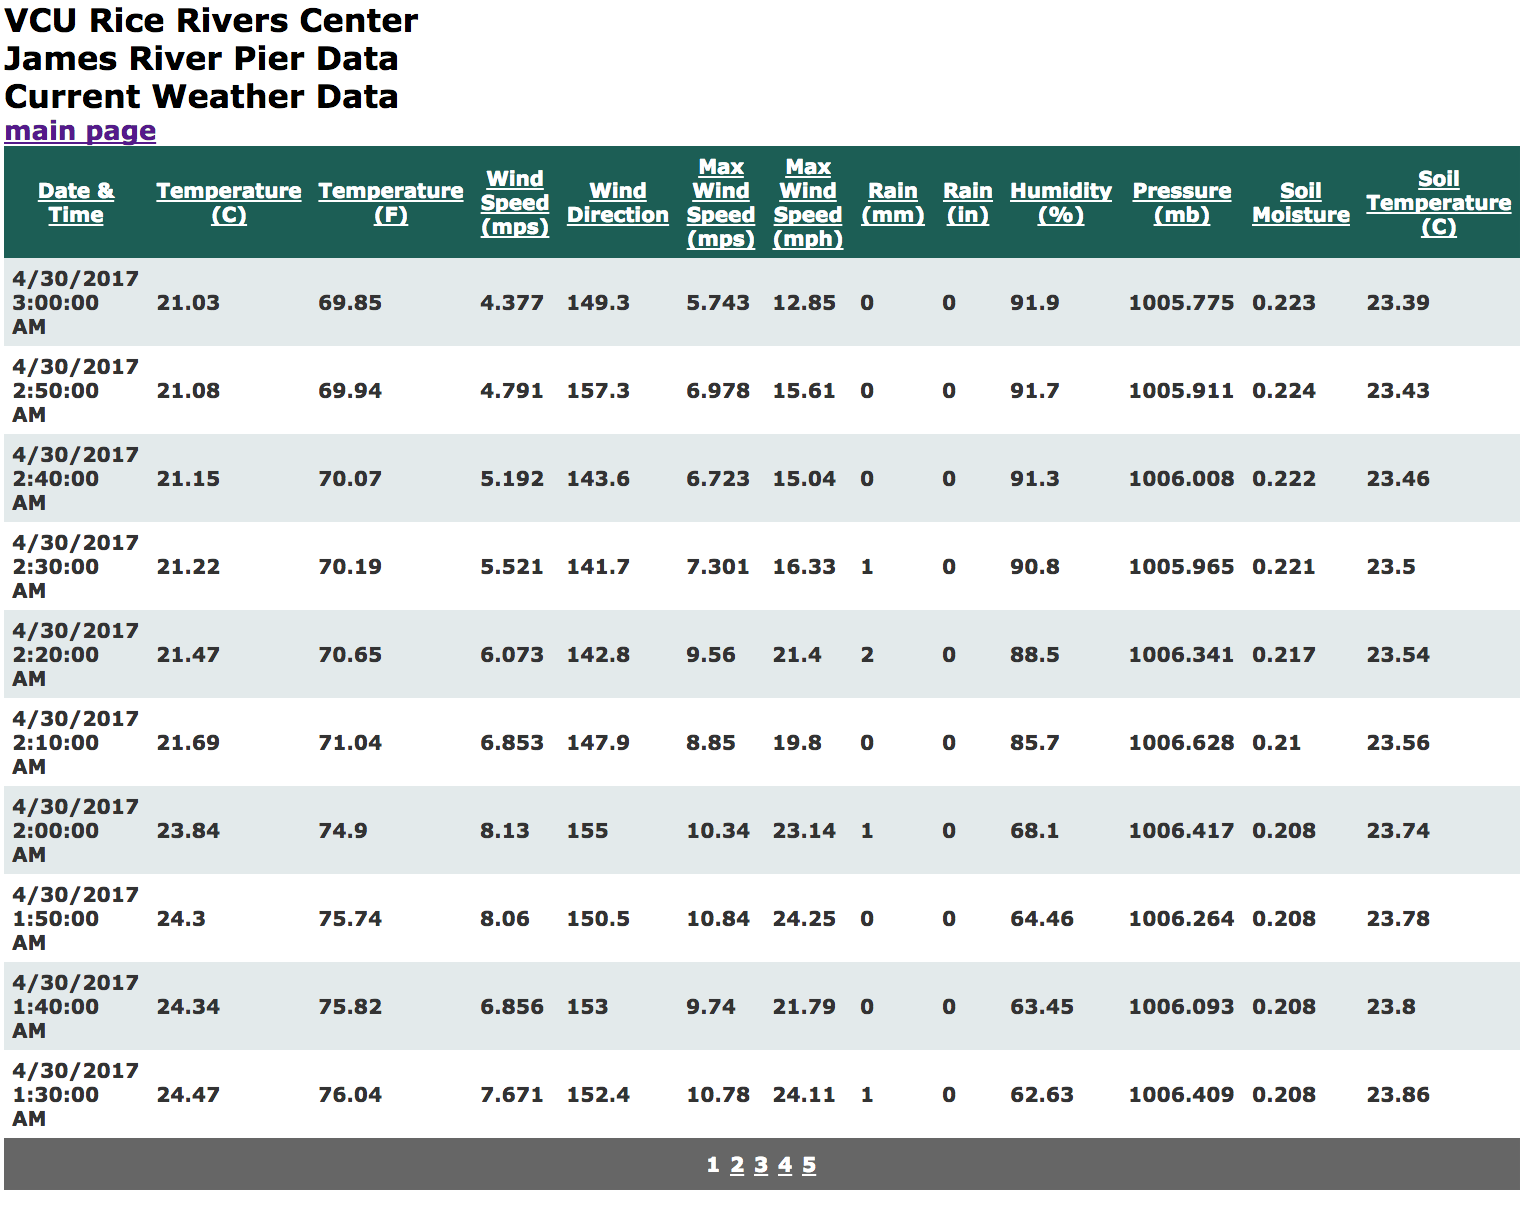 VCU Rice Rivers Center
James River Pier Data
Current Weather Data
main page
Date & Time Temperature (C) Temperature (F) Wind Speed (mps) Wind Direction Max Wind Speed (mps) Max Wind Speed (mph) Rain (mm) Rain (in) Humidity (%) Pressure (mb) Soil Moisture Soil Temperature (C)
4/30/2017 3:00:00 AM 21.03 69.85 4.377 149.3 5.743 12.85 0 0 91.9 1005.775 0.223 23.39
4/30/2017 2:50:00 AM 21.08 69.94 4.791 157.3 6.978 15.61 0 0 91.7 1005.911 0.224 23.43
4/30/2017 2:40:00 AM 21.15 70.07 5.192 143.6 6.723 15.04 0 0 91.3 1006.008 0.222 23.46
4/30/2017 2:30:00 AM 21.22 70.19 5.521 141.7 7.301 16.33 1 0 90.8 1005.965 0.221 23.5
4/30/2017 2:20:00 AM 21.47 70.65 6.073 142.8 9.56 21.4 2 0 88.5 1006.341 0.217 23.54
4/30/2017 2:10:00 AM 21.69 71.04 6.853 147.9 8.85 19.8 0 0 85.7 1006.628 0.21 23.56
4/30/2017 2:00:00 AM 23.84 74.9 8.13 155 10.34 23.14 1 0 68.1 1006.417 0.208 23.74
4/30/2017 1:50:00 AM 24.3 75.74 8.06 150.5 10.84 24.25 0 0 64.46 1006.264 0.208 23.78
4/30/2017 1:40:00 AM 24.34 75.82 6.856 153 9.74 21.79 0 0 63.45 1006.093 0.208 23.8
4/30/2017 1:30:00 AM 24.47 76.04 7.671 152.4 10.78 24.11 1 0 62.63 1006.409 0.208 23.86
1 2 3 4 5